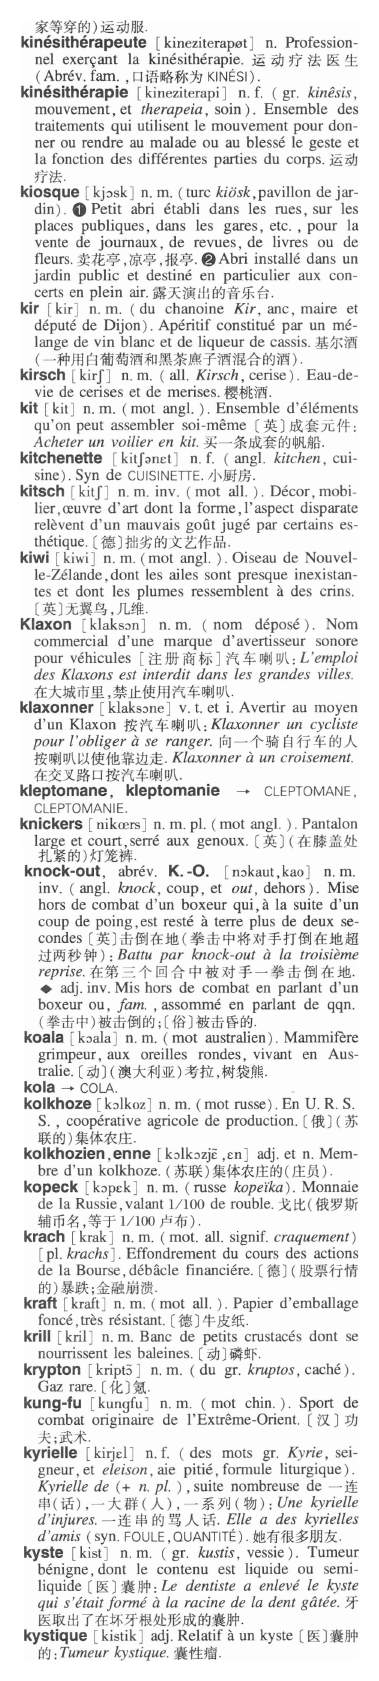 家等穿的)运动服.
kinésithérapeute [kineziterapøt] n. Profession-
nel exerçant la kinésithérapie. 运动疗法医生
(Abrév. fam. ,口语略称为 KINÉSI).
kinésithérapie [kineziterapi] n. f. ( gr. kinêsis,
mouvement, et therapeia, soin). Ensemble des
traitements qui utilisent le mouvement pour don-
ner ou rendre au malade ou au blessé le geste et
la fonction des différentes parties du corps. 运动
疗法.
kiosque [kjɔsk] n. m. (turc kiösk,pavillon de jar-
din). ❶ Petit abri établi dans les rues, sur les
places publiques, dans les gares, etc. , pour la
vente de journaux, de revues, de livres ou de
fleurs. 卖花亭,凉亭,报亭. ❷ Abri installé dans un
jardin public et destiné en particulier aux con-
certs en plein air. 露天演出的音乐台.
kir [kir] n. m. (du chanoine Kir, anc, maire et
député de Dijon). Apéritif constitué par un mé-
lange de vin blanc et de liqueur de cassis. 基尔酒
(一种用白葡萄酒和黑茶藨子酒混合的酒).
kirsch [kirʃ] n. m. ( all. Kirsch, cerise). Eau-de-
vie de cerises et de merises. 樱桃酒.
kit [kit] n. m. (mot angl. ). Ensemble d'éléments
qu'on peut assembler soi-même [英]成套元件:
Acheter un voilier en kit. 买一条成套的帆船.
kitchenette [kitʃənɛt] n. f. ( angl. kitchen, cui-
sine). Syn de CUISINETTE. 小厨房.
kitsch [kitʃ] n. m. inv. ( mot all. ). Décor, mobi-
lier,œuvre d'art dont la forme,l'aspect disparate
relèvent d'un mauvais goût jugé par certains es-
thétique. [德]拙劣的文艺作品.
kiwi [kiwi] n. m. (mot angl. ). Oiseau de Nouvel-
le-Zélande,dont les ailes sont presque inexistan-
tes et dont les plumes ressemblent à des crins.
[英]无翼鸟,几维.
Klaxon [klaksɔn] n. m. ( nom déposé). Nom
commercial d'une marque d'avertisseur sonore
pour véhicules [注册商标]汽车喇叭: L'emploi
des Klaxons est interdit dans les grandes villes.
在大城市里,禁止使用汽车喇叭.
klaxonner [klaksɔne] v. t. et i. Avertir au moyen
d'un Klaxon 按汽车喇叭: Klaxonner un cycliste
pour l'obliger à se ranger. 向一个骑自行车的人
按喇叭以使他靠边走. Klaxonner à un croisement.
在交叉路口按汽车喇叭.
kleptomane, kleptomanie → CLEPTOMANE,
CLEPTOMANIE.
knickers [nikœrs] n. m. pl. (mot angl. ). Pantalon
large et court,serré aux genoux. [英](在膝盖处
扎紧的)灯笼裤.
knock-out, abrév. K.-O. [nɔkaut,kao] n. m.
inv. ( angl. knock, coup, et out, dehors). Mise
hors de combat d'un boxeur qui,à la suite d'un
coup de poing,est resté à terre plus de deux se-
condes [英]击倒在地(拳击中将对手打倒在地超
过两秒钟): Battu par knock-out à la troisième
reprise. 在第三个回合中被对手一拳击倒在地.
◆ adj. inv. Mis hors de combat en parlant d'un
boxeur ou, fam. , assommé en parlant de qqn.
(拳击中)被击倒的;[俗]被击昏的.
koala [kɔala] n. m. ( mot australien). Mammifère
grimpeur, aux oreilles rondes, vivant en Aus-
tralie. [动](澳大利亚)考拉,树袋熊.
kola → COLA.
kolkhoze [kɔlkoz] n. m. (mot russe). En U. R. S.
S. , coopérative agricole de production. [俄](苏
联的)集体农庄.
kolkhozien,enne [kɔlkɔzjɛ̃,ɛn] adj. et n. Mem-
bre d'un kolkhoze. (苏联)集体农庄的(庄员).
kopeck [kɔpɛk] n. m. (russe kopeïka). Monnaie
de la Russie,valant 1/100 de rouble. 戈比(俄罗斯
辅币名,等于 1/100 卢布).
krach [krak] n. m. ( mot. all. signif. craquement)
[pl. krachs]. Effondrement du cours des actions
de la Bourse,débâcle financiére. [德](股票行情
的)暴跌;金融崩溃.
kraft [kraft] n. m. ( mot all. ). Papier d'emballage
foncé,très résistant. [德]牛皮纸.
krill [kril] n. m. Banc de petits crustacés dont se
nourrissent les baleines. [动]磷虾.
krypton [kriptɔ̃] n. m. ( du gr. kruptos, caché).
Gaz rare. [化]氪.
kung-fu [kuŋgfu] n. m. ( mot chin. ). Sport de
combat originaire de l'Extrême-Orient. [汉]功
夫;武术.
kyrielle [kirjɛl] n. f. ( des mots gr. Kyrie, sei-
gneur,et eleison, aie pitié,formule liturgique).
Kyrielle de (+ n. pl. ), suite nombreuse de 一连
串(话),一大群(人),一系列(物): Une kyrielle
d'injures. 一连串的骂人话. Elle a des kyrielles
d'amis (syn. FOULE,QUANTITÉ). 她有很多朋友.
kyste [kist] n. m. ( gr. kustis, vessie). Tumeur
bénigne,dont le contenu est liquide ou semi-
liquide [医]囊肿: Le dentiste a enlevé le kyste
qui s'était formé à la racine de la dent gâtée. 牙
医取出了在坏牙根处形成的囊肿.
kystique [kistik] adj. Relatif à un kyste [医]囊肿
的:Tumeur kystique. 囊性瘤.